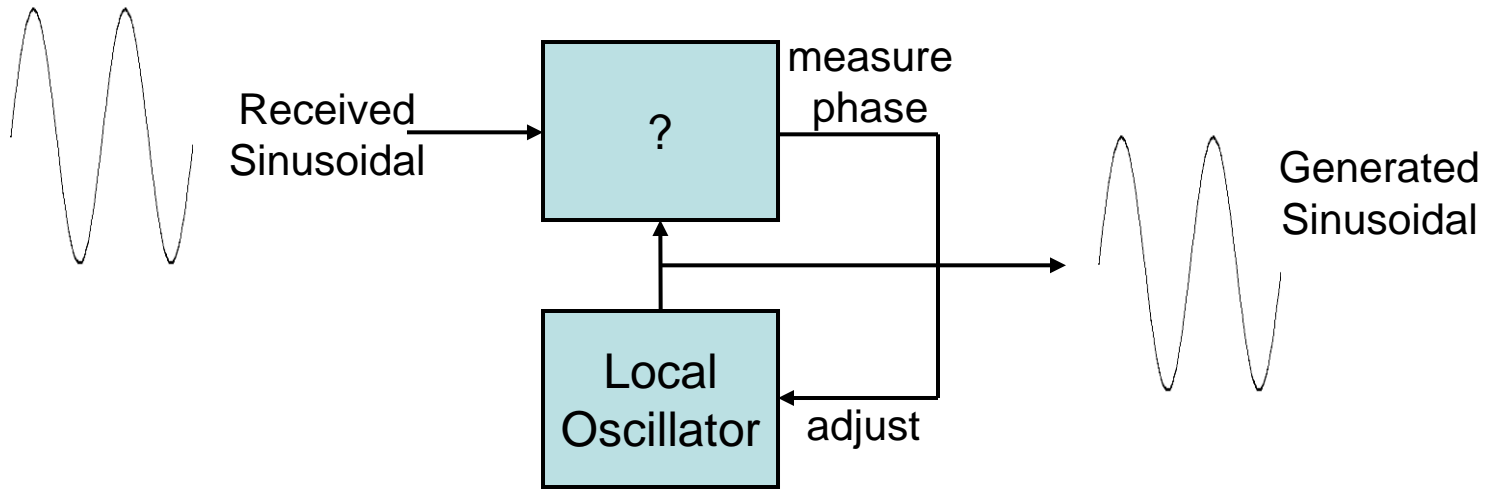 Received
Sinusoidal
?
measure
phase
Generated
Sinusoidal
Local
Oscillator
adjust